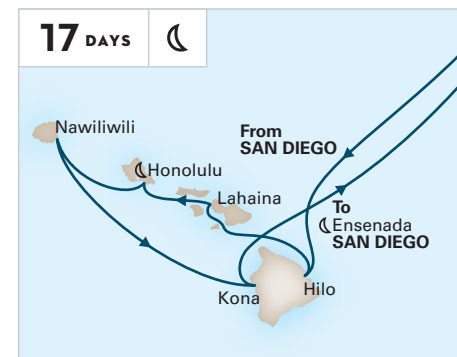 17 DAYS
Nawiliwili
From
SAN DIEGO
Honolulu
Lahaina
To
Ensenada
SAN DIEGO
Kona
Hilo